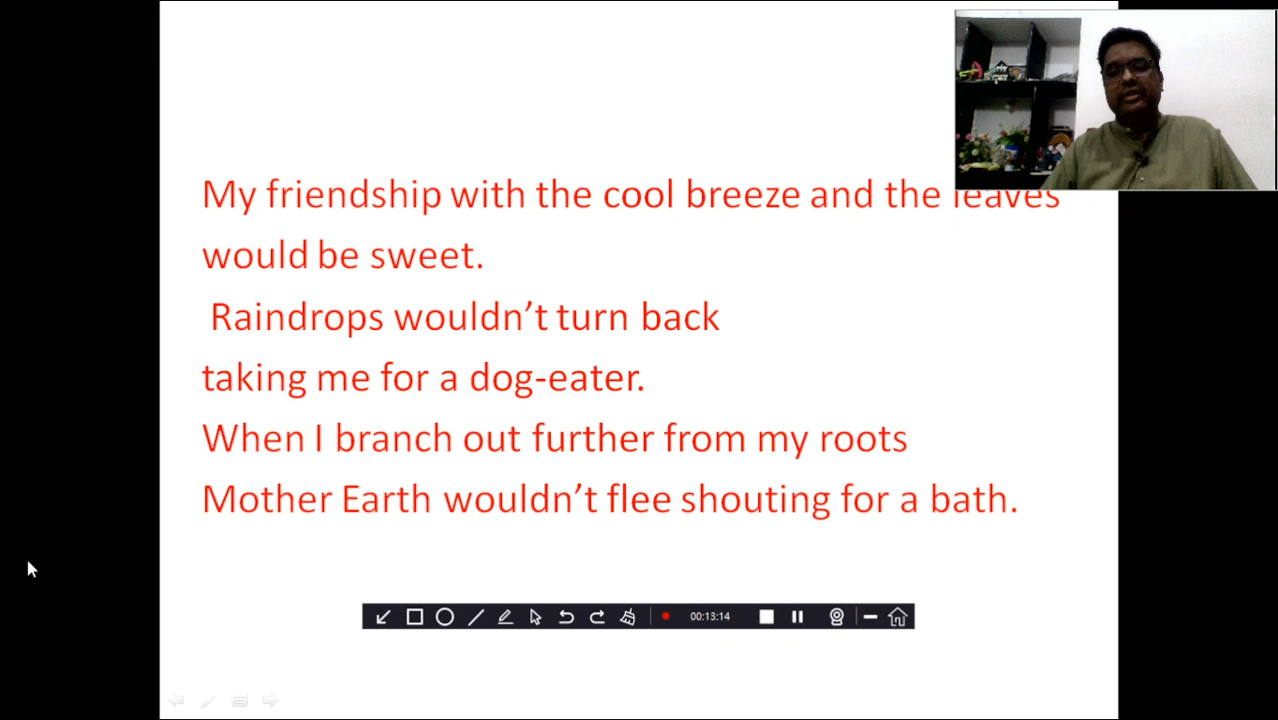 My friendship with the cool breeze and the leaves
would be sweet.
Raindrops wouldn’t turn back
taking me for a dog-eater.
When I branch out further from my roots
Mother Earth wouldn’t flee shouting for a bath.
00:13:14